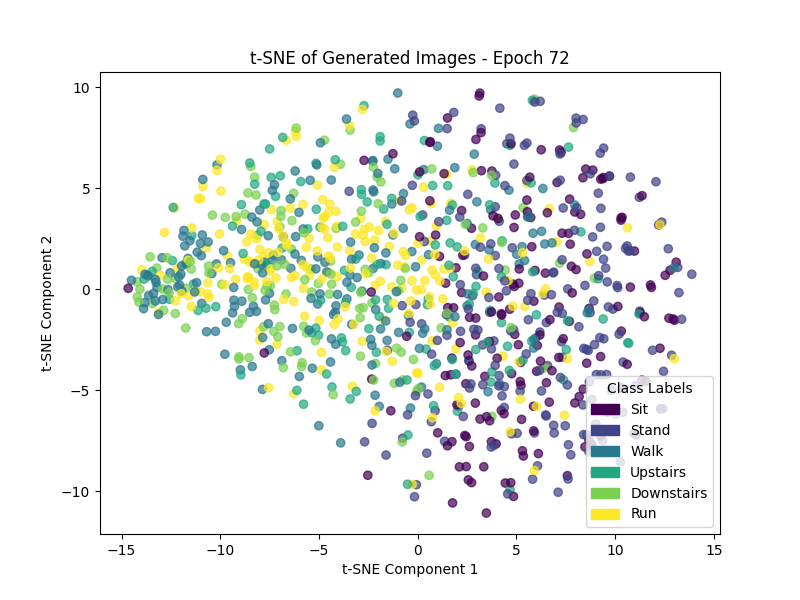 t-SNE of Generated Images - Epoch 72
10
5
0
−5
−10
t-SNE Component 2
Class Labels
Sit
Stand
Walk
Upstairs
Downstairs
Run
−15
−10
−5
0
5
10
15
t-SNE Component 1